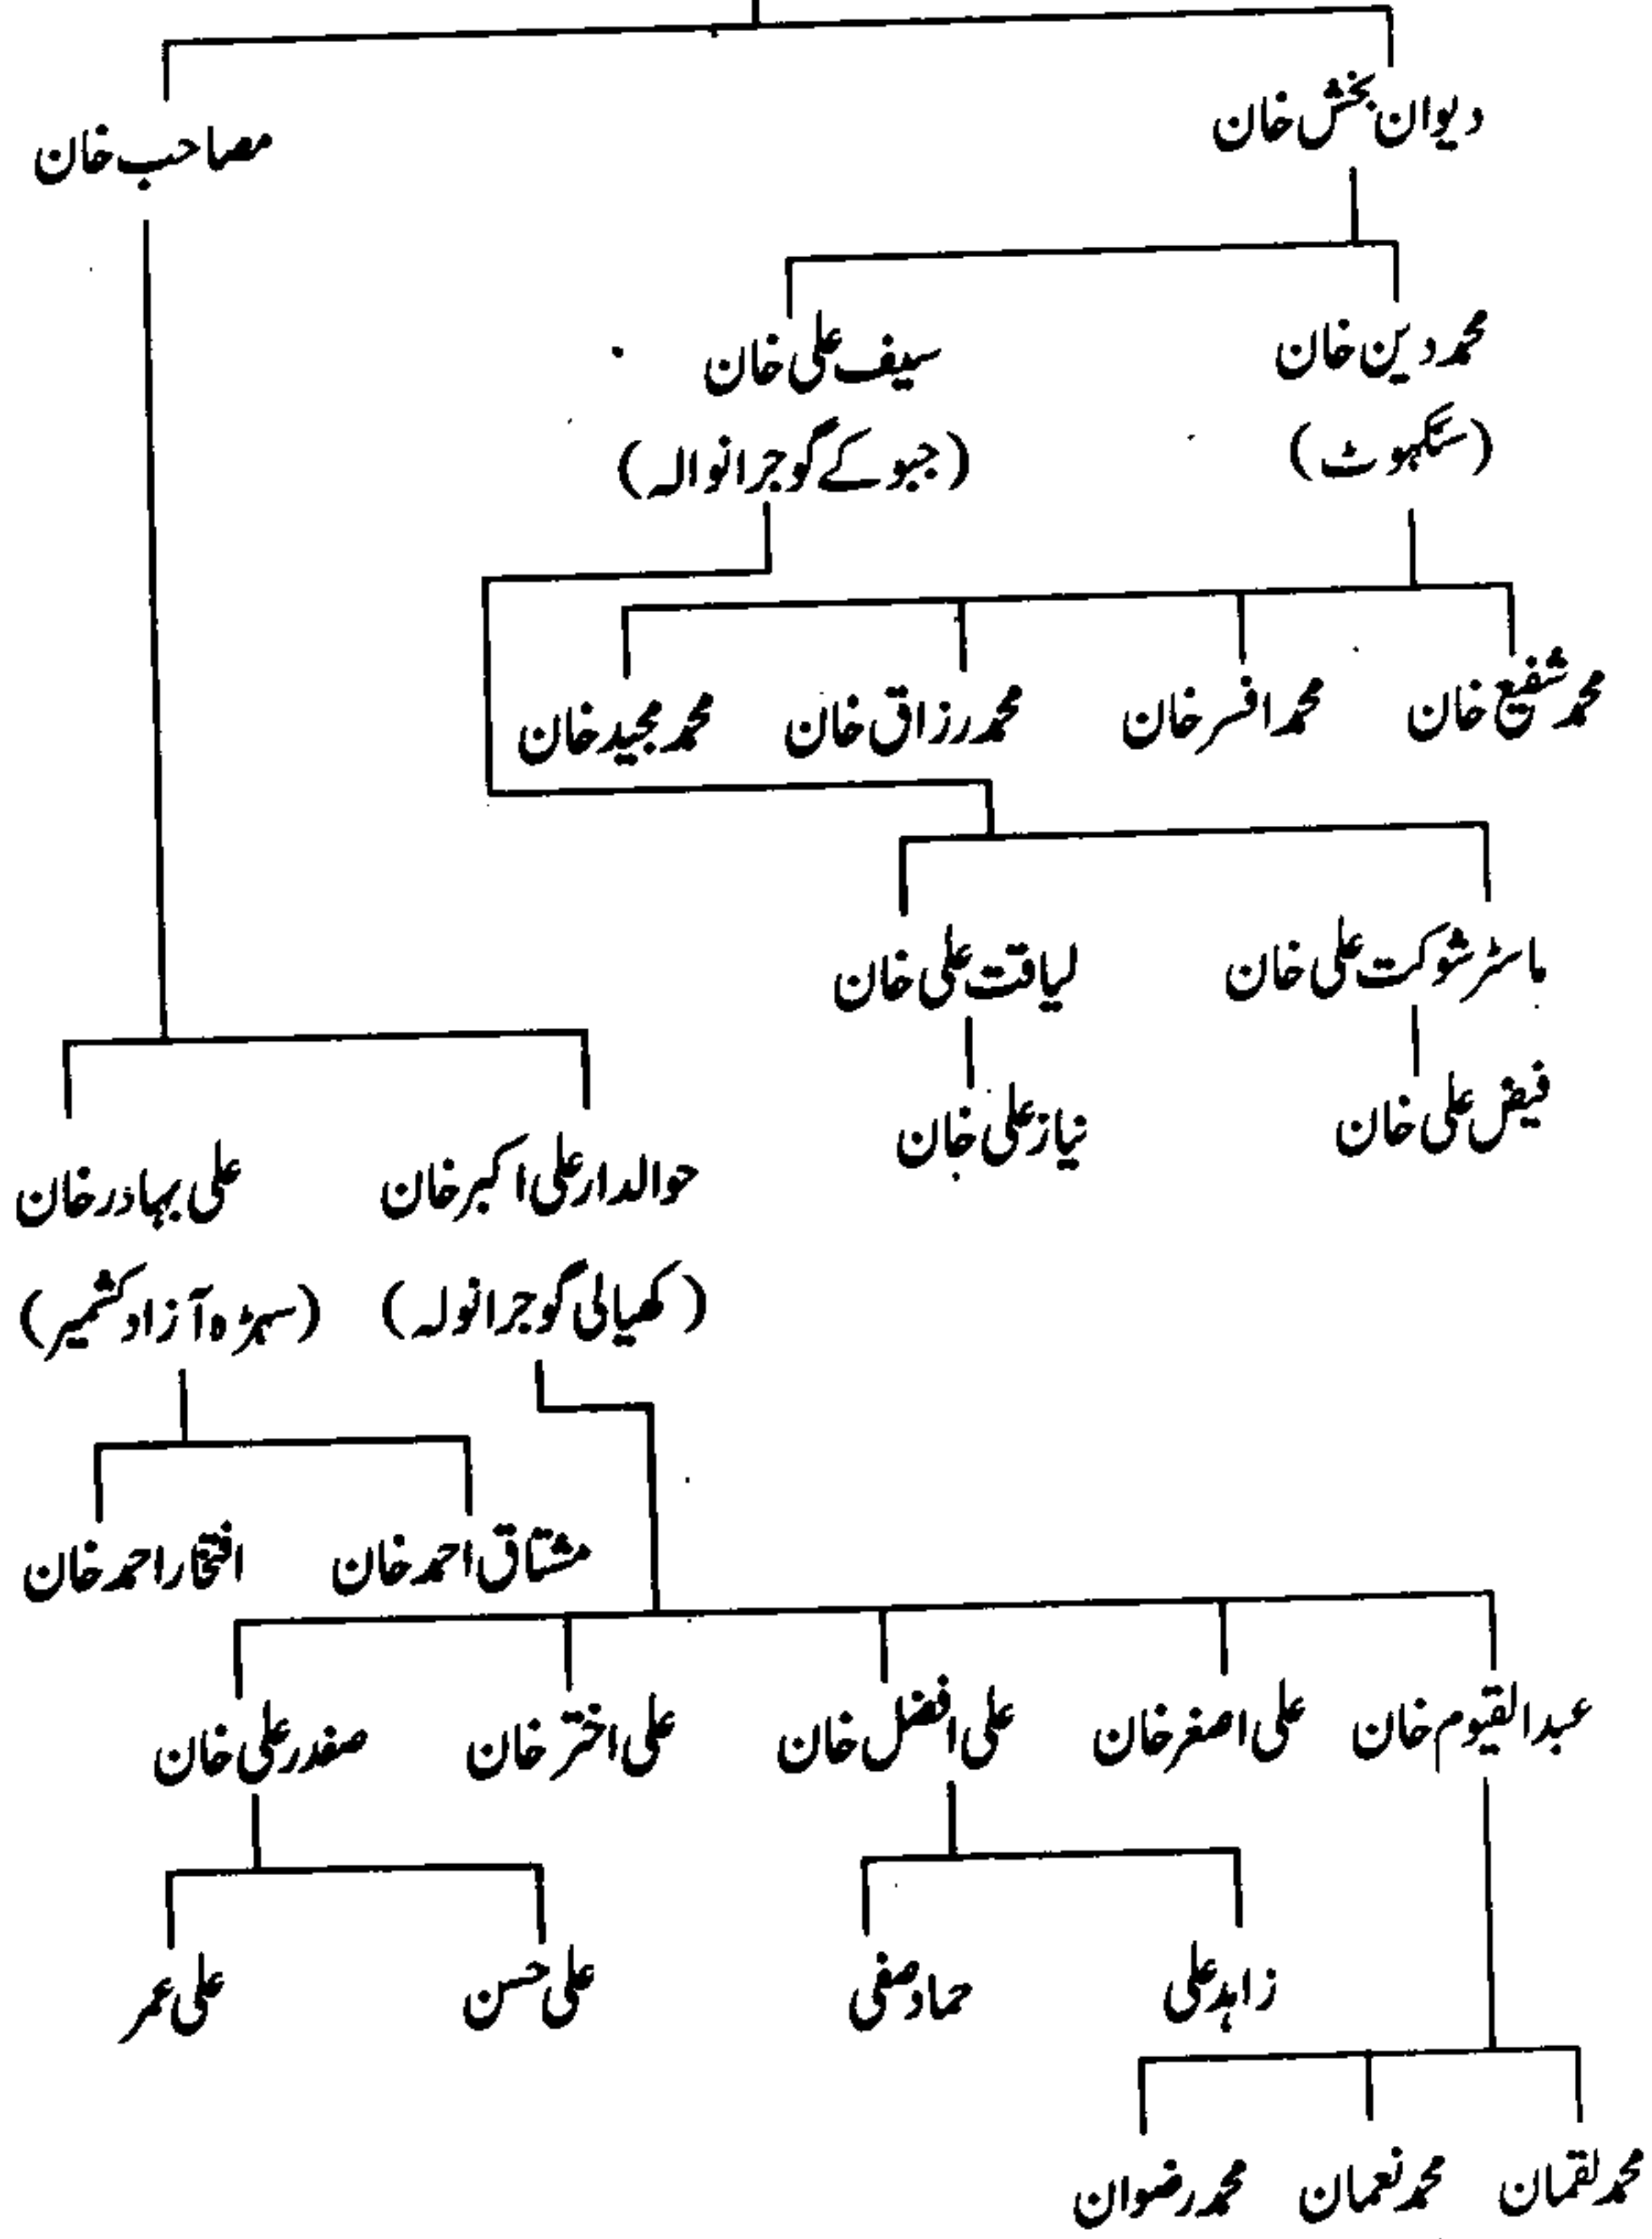 دیوان بخش خان
مصاحب خان
محمد دین خان
سیف علی خان
(سنگہوٹ)
(جیو کے گوجرانوالہ)
محمد شفیع خان
محمد افسر خان
محمد رزاق خان
محمد مجید خان
ماسٹر شوکت علی خان
لیاقت علی خان
فیض علی خان
نیاز علی خان
حوالدار علی اکبر خان
علی بہادر خان
(کھیالی گوجرانولہ)
(سہڑہ آزاد کشمیر)
مشتاق احمد خان
افتخار احمد خان
عبدالقیوم خان
علی اصغر خان
علی افضل خان
علی اختر خان
صفدر علی خان
زاہد علی
حماد صفی
علی حسن
علی عمر
محمد لقمان
محمد نعمان
محمد رضوان